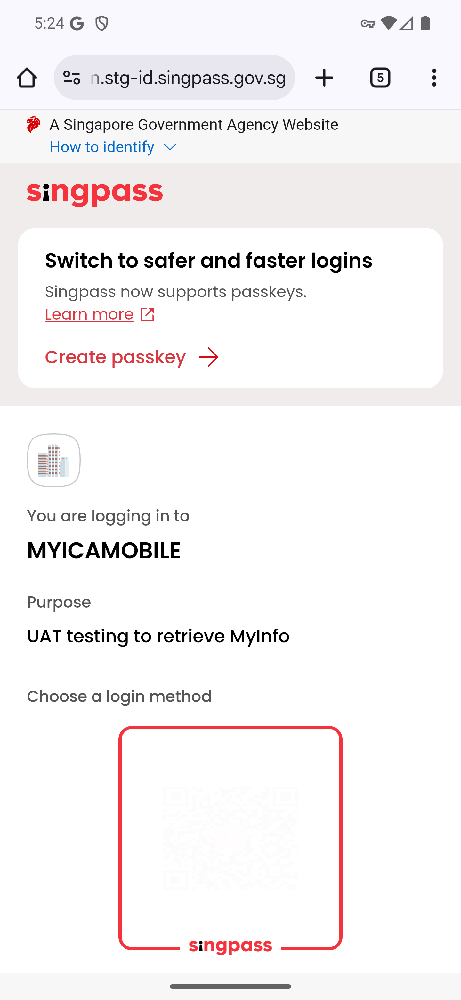 5:24
n.stg-id.singpass.gov.sg
5
A Singapore Government Agency Website
How to identify
singpass
Switch to safer and faster logins
Singpass now supports passkeys.
Learn more
Create passkey
You are logging in to
MYICAMOBILE
Purpose
UAT testing to retrieve MyInfo
Choose a login method
singpass